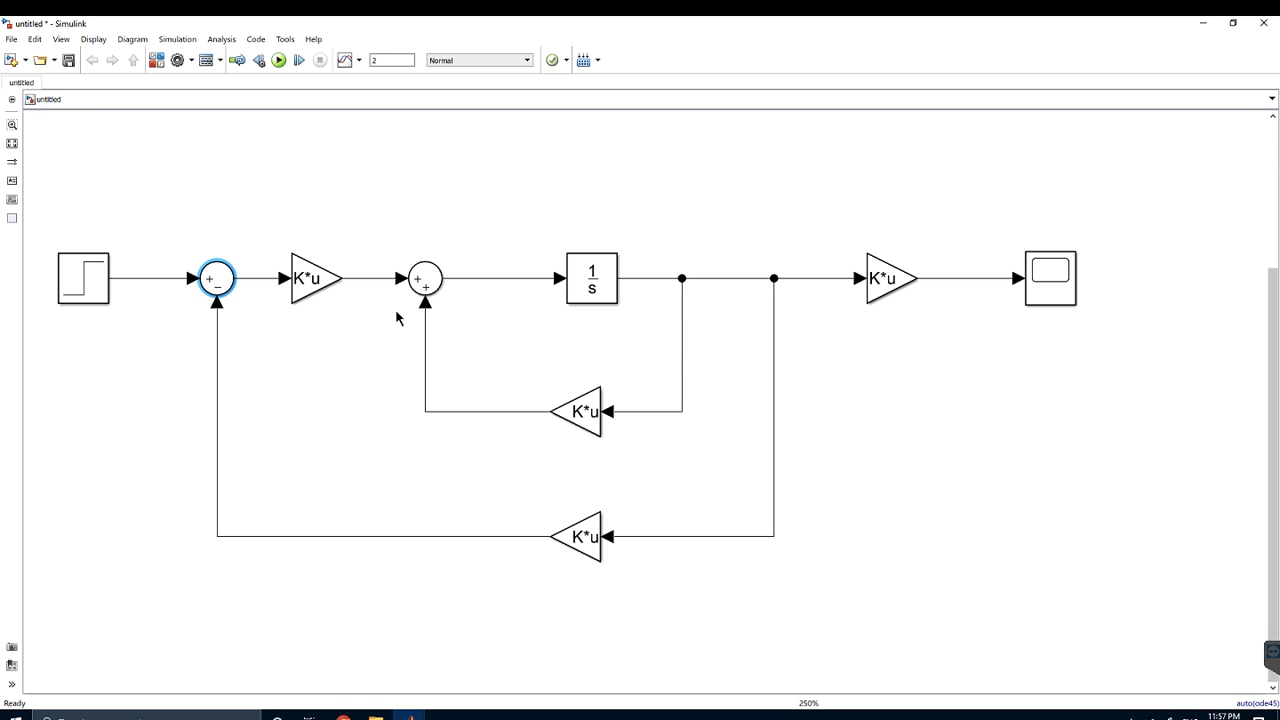 untitled * - Simulink
File Edit View Display Diagram Simulation Analysis Code Tools Help
2 Normal
untitled
untitled
+ − K*u + + 1/s K*u
K*u
K*u
Ready 250% auto(ode45)
11:57 PM